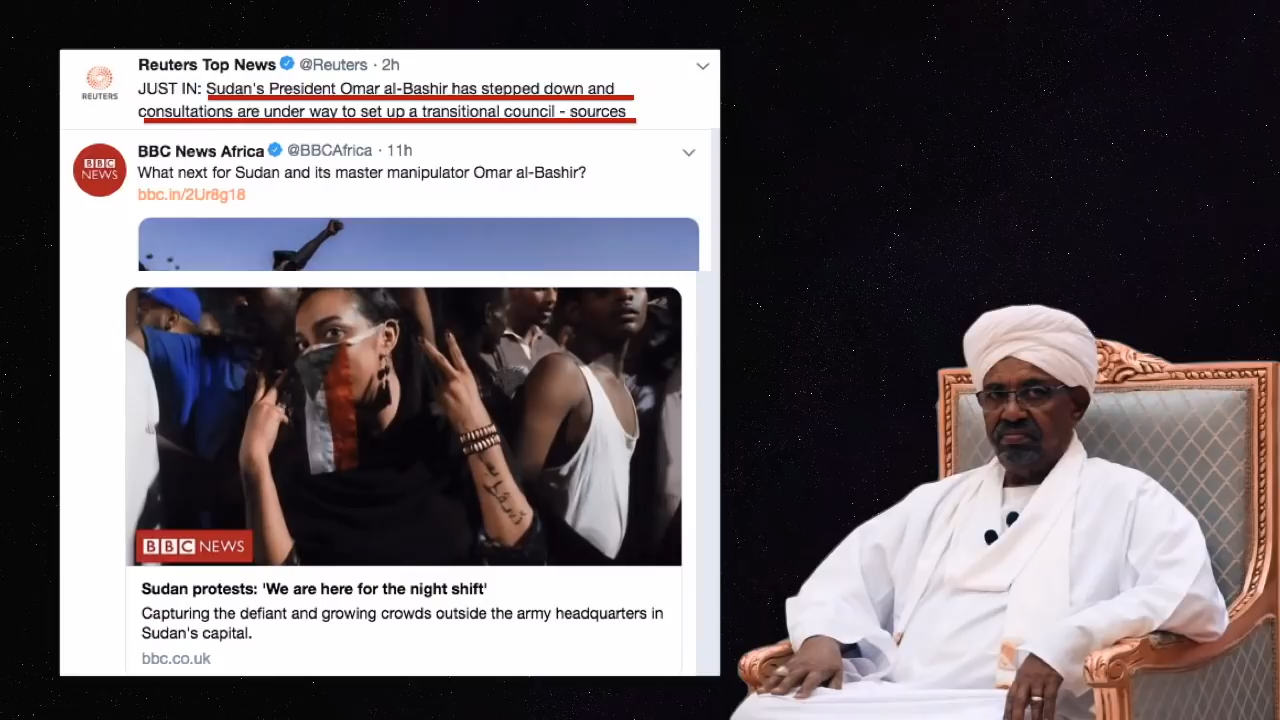 Reuters Top News @Reuters · 2h
JUST IN: Sudan's President Omar al-Bashir has stepped down and
consultations are under way to set up a transitional council - sources
REUTERS
BBC News Africa @BBCAfrica · 11h
BBC
NEWS
What next for Sudan and its master manipulator Omar al-Bashir?
bbc.in/2Ur8g18
BBC NEWS
Sudan protests: 'We are here for the night shift'
Capturing the defiant and growing crowds outside the army headquarters in
Sudan's capital.
bbc.co.uk